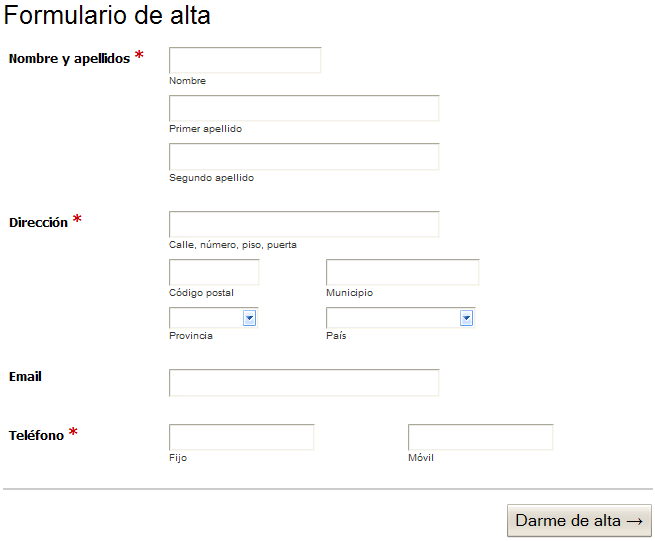 Formulario de alta
Nombre y apellidos *
Nombre
Primer apellido
Segundo apellido
Dirección *
Calle, número, piso, puerta
Código postal Municipio
Provincia País
Email
Teléfono *
Fijo Móvil
Darme de alta →